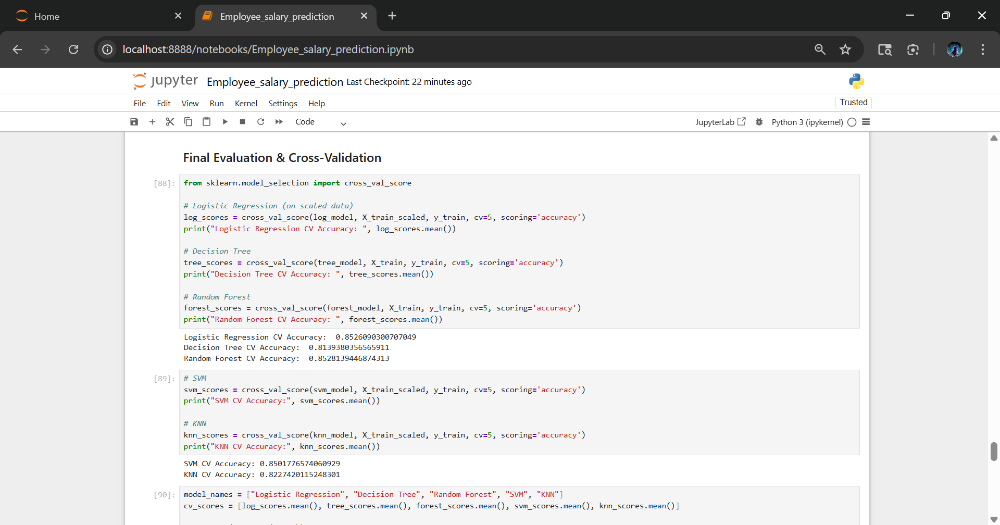 Home
Employee_salary_prediction
localhost:8888/notebooks/Employee_salary_prediction.ipynb
jupyter Employee_salary_prediction Last Checkpoint: 22 minutes ago
File Edit View Run Kernel Settings Help
Trusted
Code
JupyterLab Python 3 (ipykernel)
Final Evaluation & Cross-Validation
[88]:
from sklearn.model_selection import cross_val_score
# Logistic Regression (on scaled data)
log_scores = cross_val_score(log_model, X_train_scaled, y_train, cv=5, scoring='accuracy')
print("Logistic Regression CV Accuracy: ", log_scores.mean())
# Decision Tree
tree_scores = cross_val_score(tree_model, X_train, y_train, cv=5, scoring='accuracy')
print("Decision Tree CV Accuracy: ", tree_scores.mean())
# Random Forest
forest_scores = cross_val_score(forest_model, X_train, y_train, cv=5, scoring='accuracy')
print("Random Forest CV Accuracy: ", forest_scores.mean())
Logistic Regression CV Accuracy:  0.8526090300707049
Decision Tree CV Accuracy:  0.8139380356565911
Random Forest CV Accuracy:  0.8528139446874313
[89]:
# SVM
svm_scores = cross_val_score(svm_model, X_train_scaled, y_train, cv=5, scoring='accuracy')
print("SVM CV Accuracy:", svm_scores.mean())
# KNN
knn_scores = cross_val_score(knn_model, X_train_scaled, y_train, cv=5, scoring='accuracy')
print("KNN CV Accuracy:", knn_scores.mean())
SVM CV Accuracy: 0.8501776574060929
KNN CV Accuracy: 0.8227420115248301
[90]:
model_names = ["Logistic Regression", "Decision Tree", "Random Forest", "SVM", "KNN"]
cv_scores = [log_scores.mean(), tree_scores.mean(), forest_scores.mean(), svm_scores.mean(), knn_scores.mean()]